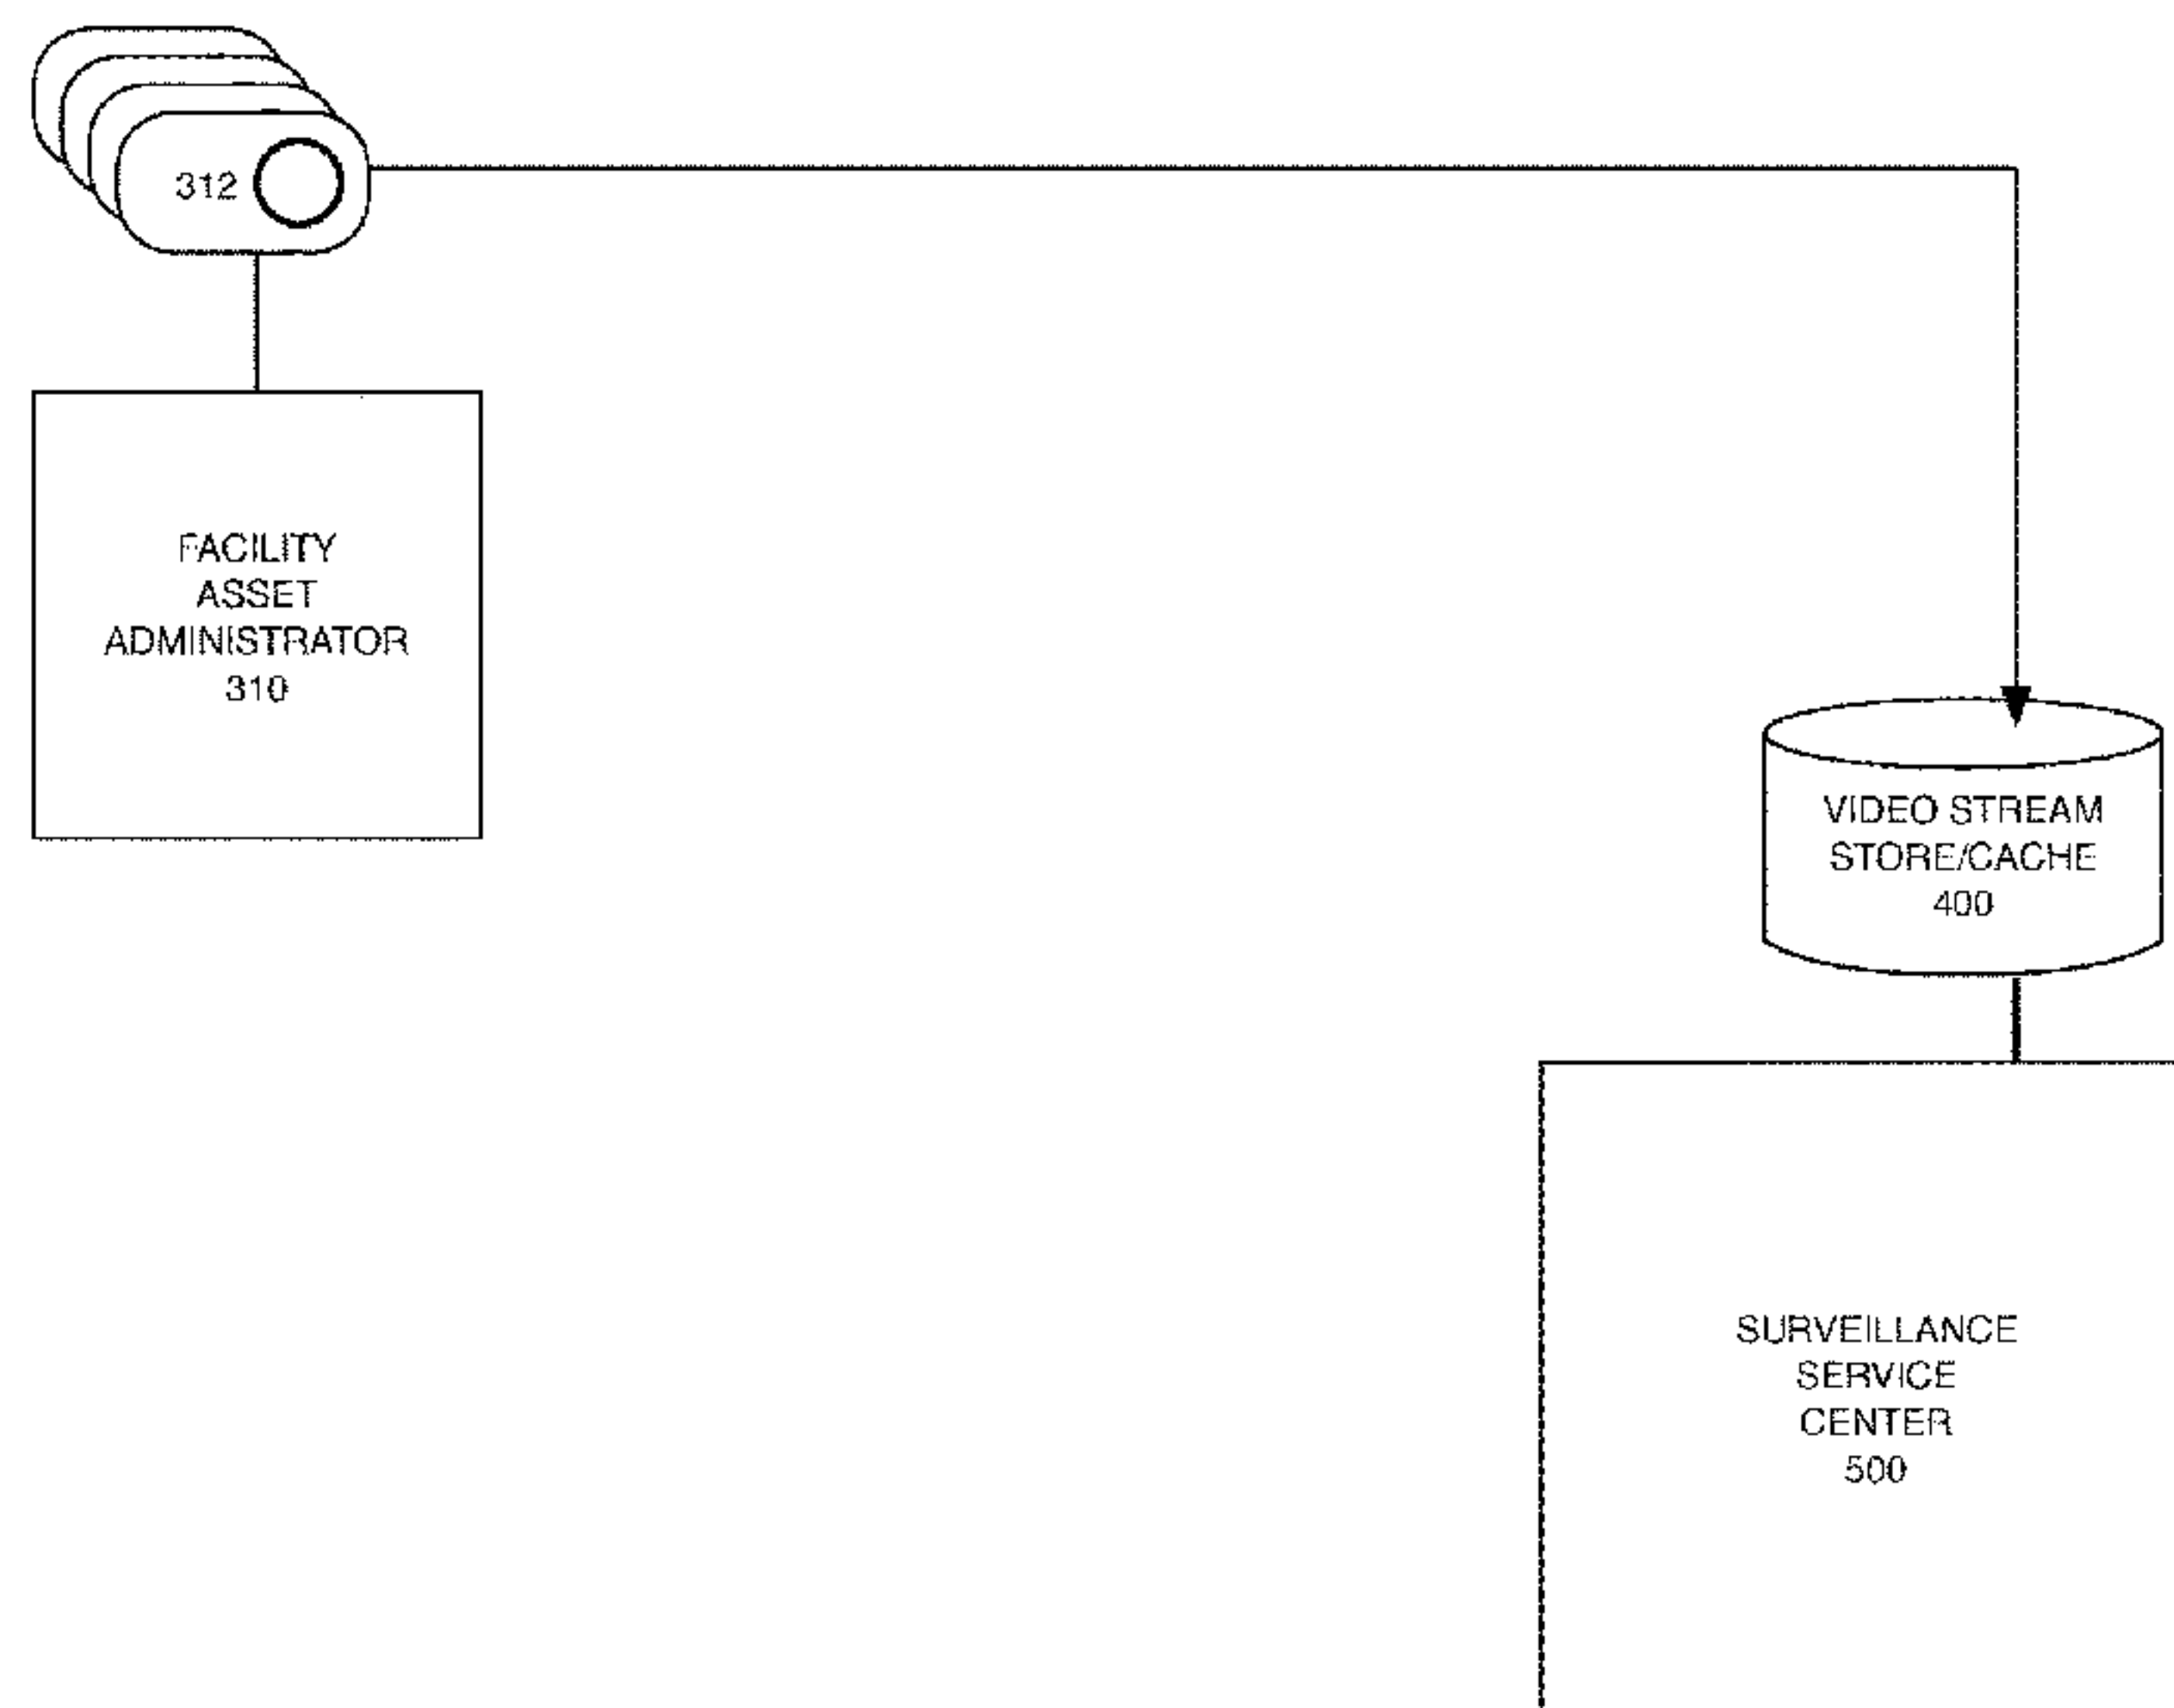 312
FACILITY
ASSET
ADMINISTRATOR
310
VIDEO STREAM
STORE/CACHE
400
SURVEILLANCE
SERVICE
CENTER
500